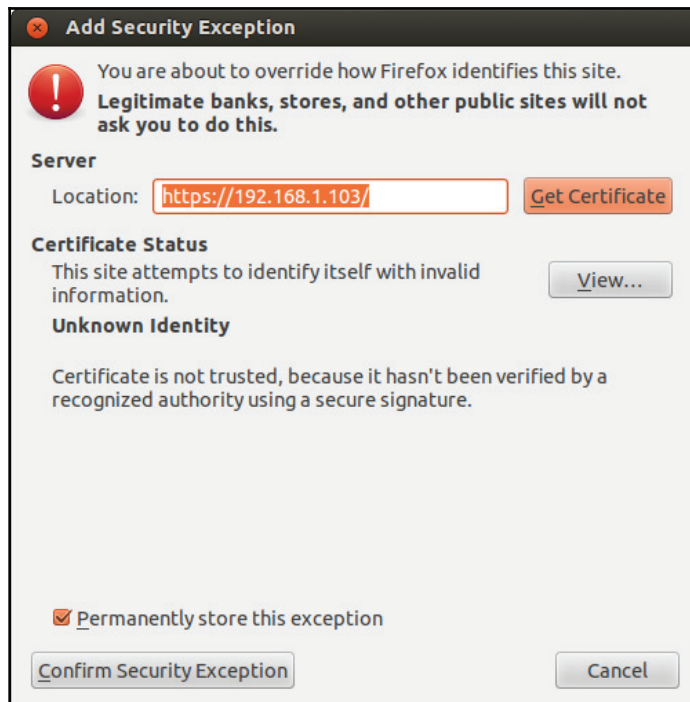 Add Security Exception
You are about to override how Firefox identifies this site.
Legitimate banks, stores, and other public sites will not
ask you to do this.
Server
Location: https://192.168.1.103/ Get Certificate
Certificate Status
This site attempts to identify itself with invalid
information.
View...
Unknown Identity
Certificate is not trusted, because it hasn't been verified by a
recognized authority using a secure signature.
Permanently store this exception
Confirm Security Exception Cancel